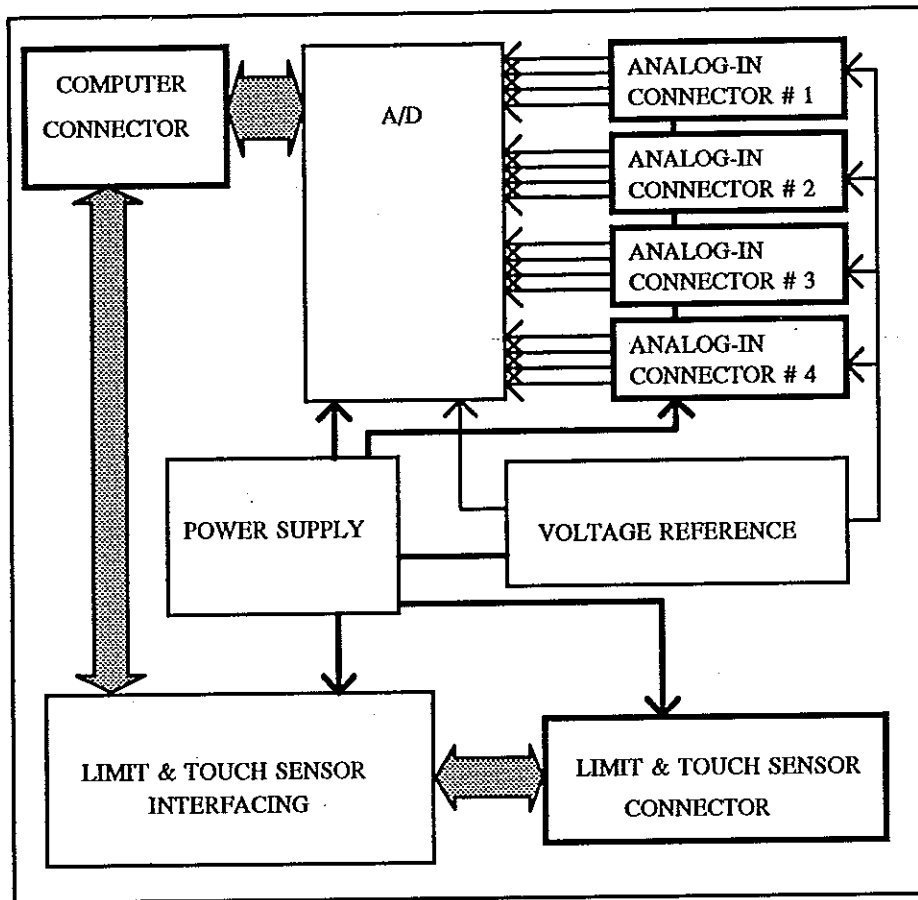 COMPUTER
CONNECTOR
A/D
ANALOG-IN
CONNECTOR # 1
ANALOG-IN
CONNECTOR # 2
ANALOG-IN
CONNECTOR # 3
ANALOG-IN
CONNECTOR # 4
POWER SUPPLY
VOLTAGE REFERENCE
LIMIT & TOUCH SENSOR
INTERFACING
LIMIT & TOUCH SENSOR
CONNECTOR